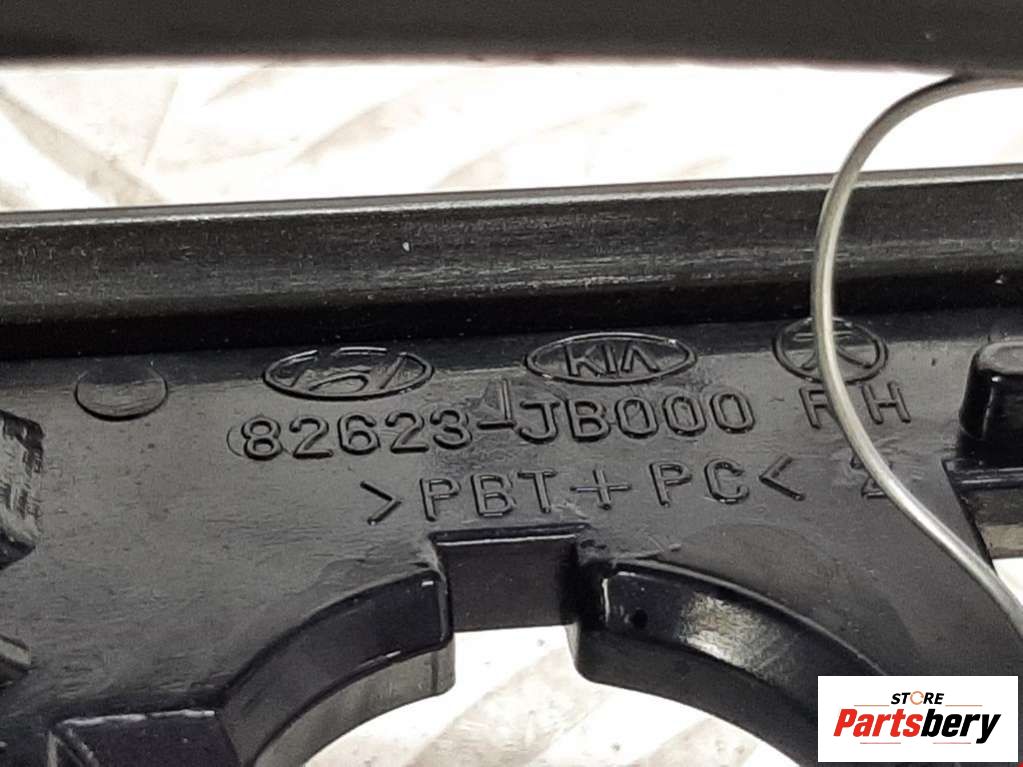 KIA
82623-JB000 RH
>PBT+PC<
STORE
Partsbery